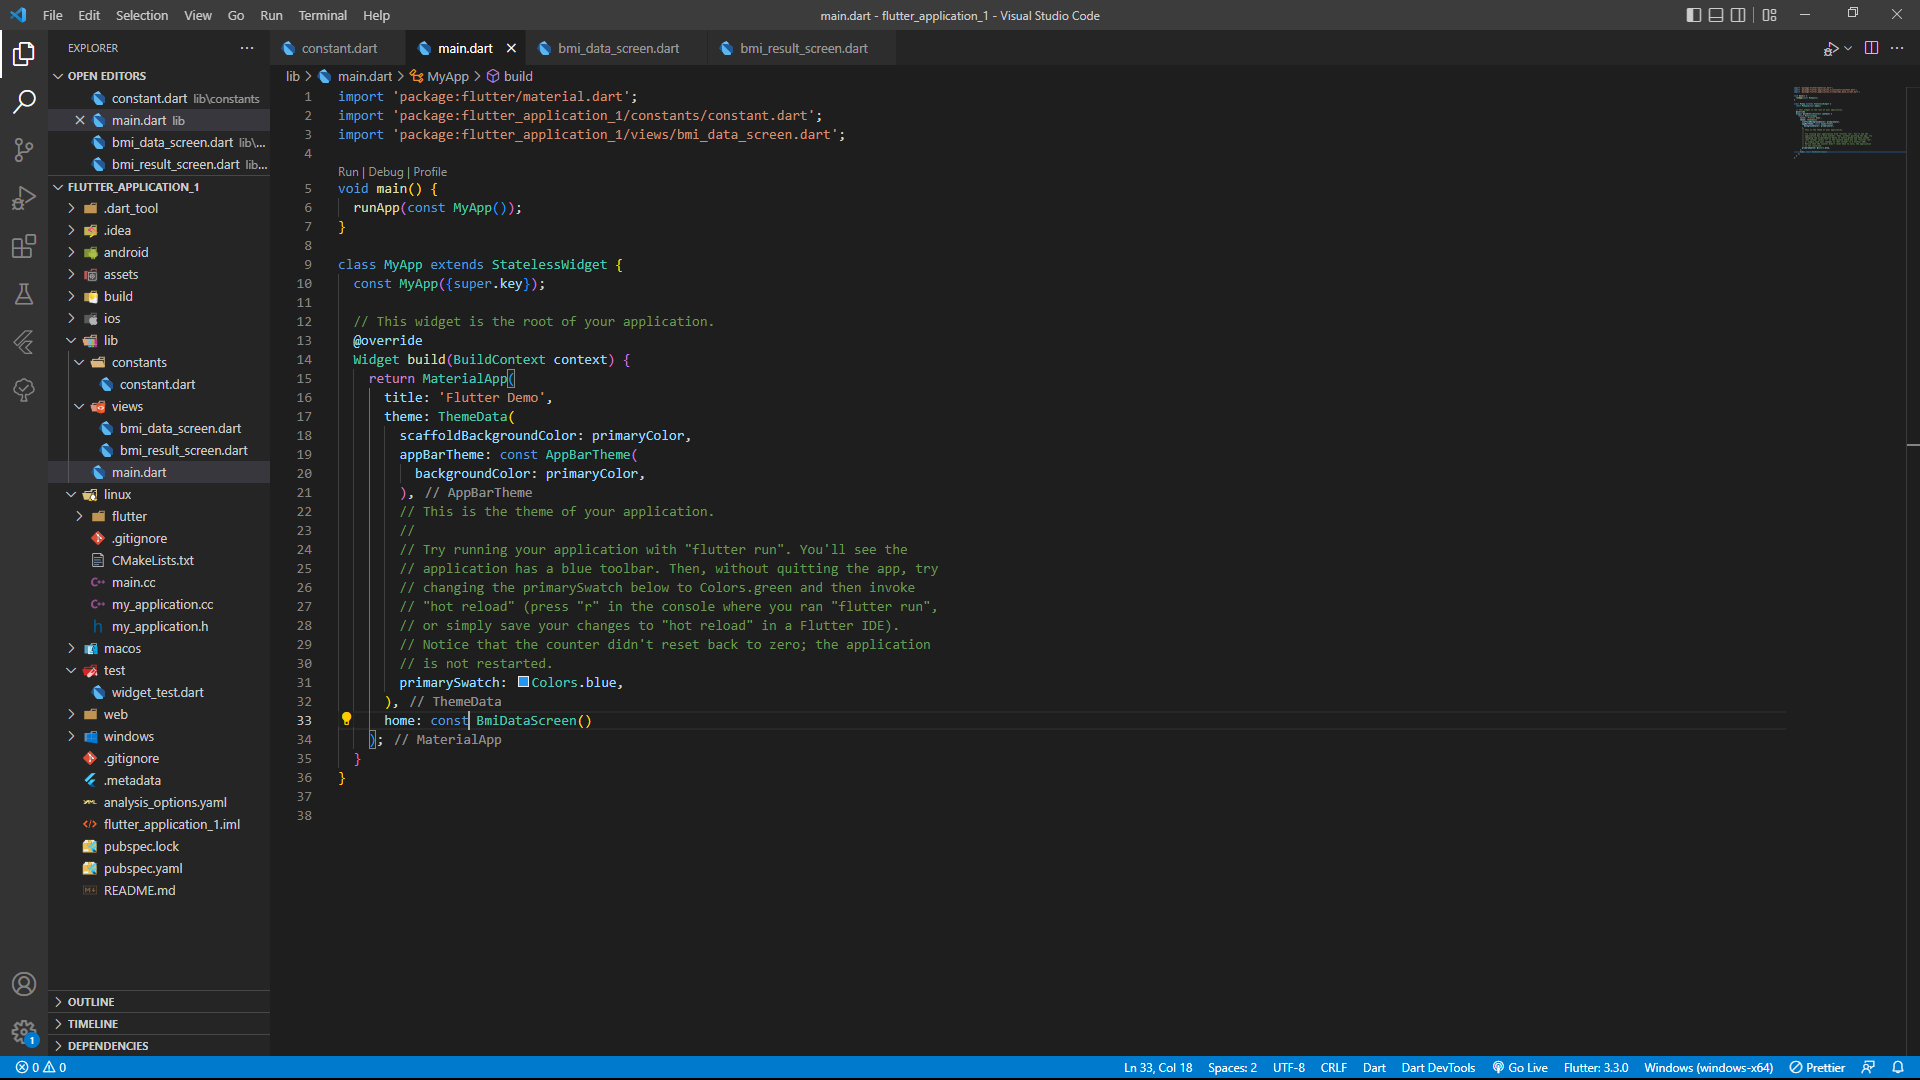 File Edit Selection View Go Run Terminal Help
main.dart - flutter_application_1 - Visual Studio Code
EXPLORER
OPEN EDITORS
constant.dart lib\constants
main.dart lib
bmi_data_screen.dart lib\...
bmi_result_screen.dart lib...
FLUTTER_APPLICATION_1
.dart_tool
.idea
android
assets
build
ios
lib
constants
constant.dart
views
bmi_data_screen.dart
bmi_result_screen.dart
main.dart
linux
flutter
.gitignore
CMakeLists.txt
main.cc
my_application.cc
my_application.h
macos
test
widget_test.dart
web
windows
.gitignore
.metadata
analysis_options.yaml
flutter_application_1.iml
pubspec.lock
pubspec.yaml
README.md
OUTLINE
TIMELINE
DEPENDENCIES
constant.dart main.dart bmi_data_screen.dart bmi_result_screen.dart
lib > main.dart > MyApp > build
1 import 'package:flutter/material.dart';
2 import 'package:flutter_application_1/constants/constant.dart';
3 import 'package:flutter_application_1/views/bmi_data_screen.dart';
4
Run | Debug | Profile
5 void main() {
6 runApp(const MyApp());
7 }
8
9 class MyApp extends StatelessWidget {
10 const MyApp({super.key});
11
12 // This widget is the root of your application.
13 @override
14 Widget build(BuildContext context) {
15 return MaterialApp(
16 title: 'Flutter Demo',
17 theme: ThemeData(
18 scaffoldBackgroundColor: primaryColor,
19 appBarTheme: const AppBarTheme(
20 backgroundColor: primaryColor,
21 ), // AppBarTheme
22 // This is the theme of your application.
23 //
24 // Try running your application with "flutter run". You'll see the
25 // application has a blue toolbar. Then, without quitting the app, try
26 // changing the primarySwatch below to Colors.green and then invoke
27 // "hot reload" (press "r" in the console where you ran "flutter run",
28 // or simply save your changes to "hot reload" in a Flutter IDE).
29 // Notice that the counter didn't reset back to zero; the application
30 // is not restarted.
31 primarySwatch: Colors.blue,
32 ), // ThemeData
33 home: const BmiDataScreen()
34 ); // MaterialApp
35 }
36 }
37
38
1
0 0
Ln 33, Col 18 Spaces: 2 UTF-8 CRLF Dart Dart DevTools Go Live Flutter: 3.3.0 Windows (windows-x64) Prettier